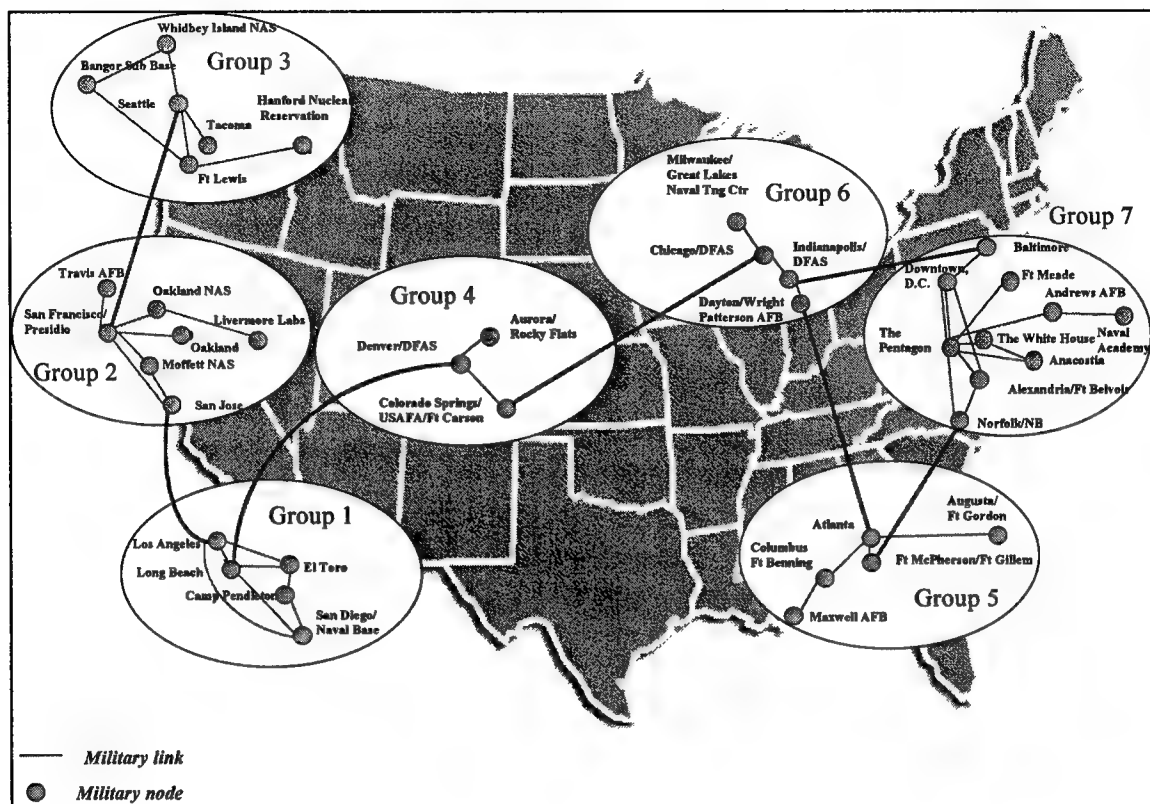 Whidbey Island NAS
Group 3
Bangor Sub Base
Seattle
Hanford Nuclear
Reservation
Tacoma
Ft Lewis
Travis AFB
Oakland NAS
San Francisco/
Presidio
Livermore Labs
Oakland
Moffett NAS
Group 2
San Jose
Group 4
Aurora/
Rocky Flats
Denver/DFAS
Colorado Springs/
USAFA/Ft Carson
Milwaukee/
Great Lakes
Naval Tng Ctr
Group 6
Chicago/DFAS
Indianapolis/
DFAS
Dayton/Wright
Patterson AFB
Group 7
Baltimore
Downtown,
D.C.
Ft Meade
Andrews AFB
The White House
Naval
Academy
The
Pentagon
Anacostia
Alexandria/Ft Belvoir
Norfolk/NB
Group 1
Los Angeles
Long Beach
El Toro
Camp Pendleton
San Diego/
Naval Base
Augusta/
Ft Gordon
Atlanta
Columbus
Ft Benning
Ft McPherson/Ft Gillem
Group 5
Maxwell AFB
Military link
Military node